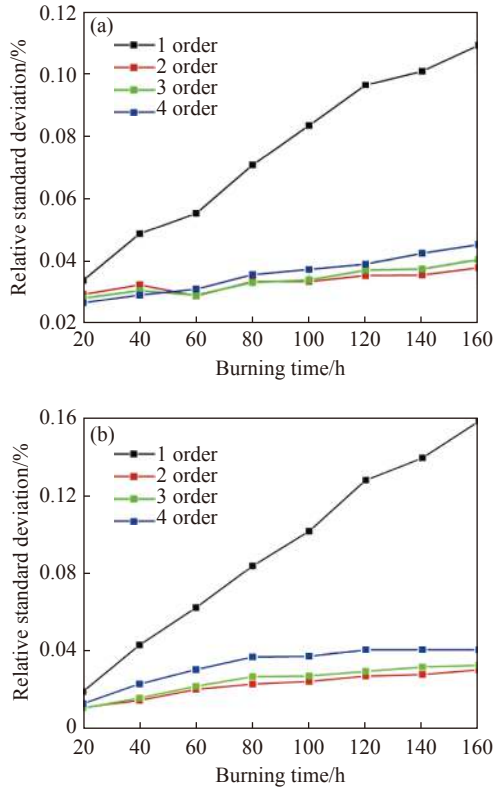 0.12
(a)
1 order
2 order
3 order
4 order
0.10
0.08
0.06
0.04
0.02
Relative standard deviation/%
20 40 60 80 100 120 140 160
Burning time/h
0.16
(b)
1 order
2 order
3 order
4 order
0.12
0.08
0.04
0
Relative standard deviation/%
20 40 60 80 100 120 140 160
Burning time/h